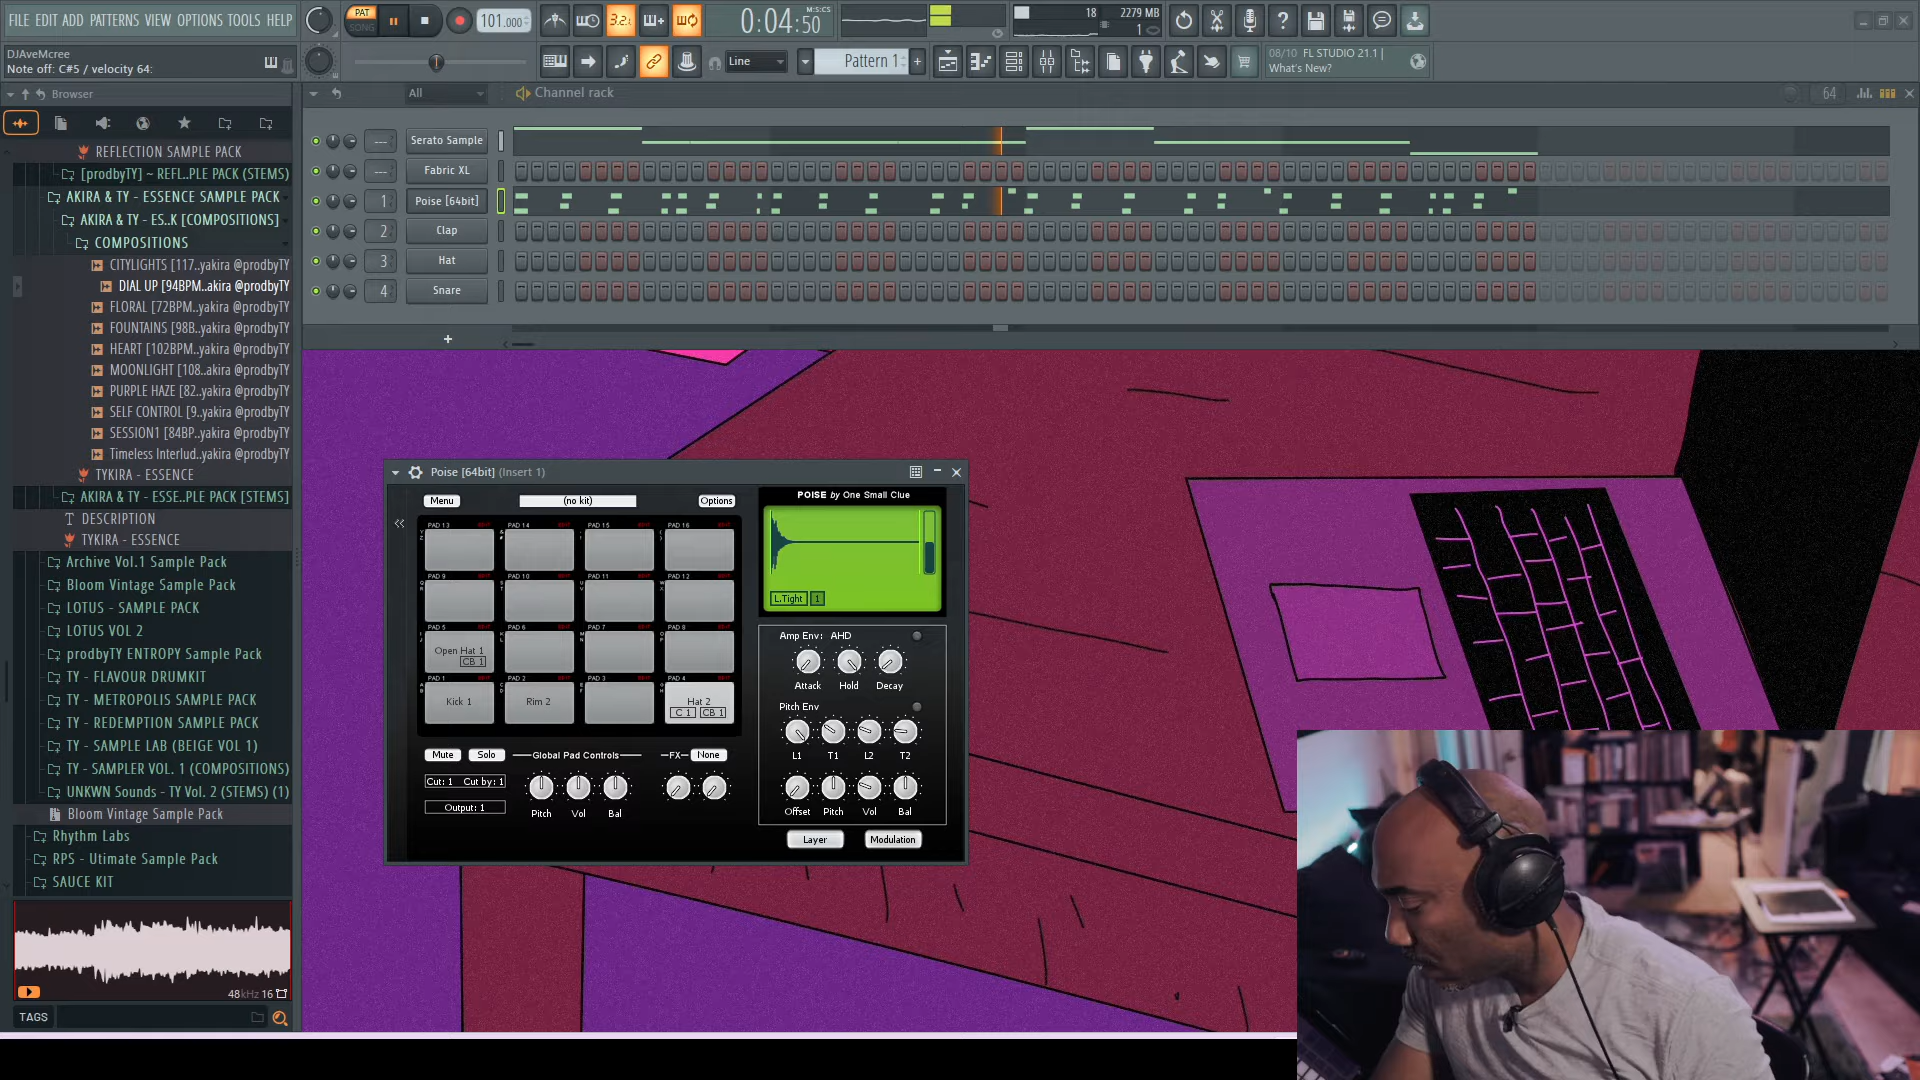 FILE EDIT ADD PATTERNS VIEW OPTIONS TOOLS HELP
PAT
SONG
101.000
3.2.
0:04:50
M:S:CS
18
2279 MB
1
DJAveMcree
Note off: C#5 / velocity 64:
Line
Pattern 1
08/10 FL STUDIO 21.1 |
What's New?
Browser
All
Channel rack
64
REFLECTION SAMPLE PACK
[prodbyTY] ~ REFL..PLE PACK (STEMS)
AKIRA & TY - ESSENCE SAMPLE PACK
AKIRA & TY - ES..K [COMPOSITIONS]
COMPOSITIONS
CITYLIGHTS [117..yakira @prodbyTY
DIAL UP [94BPM..akira @prodbyTY
FLORAL [72BPM..yakira @prodbyTY
FOUNTAINS [98B..yakira @prodbyTY
HEART [102BPM..yakira @prodbyTY
MOONLIGHT [108..akira @prodbyTY
PURPLE HAZE [82..yakira @prodbyTY
SELF CONTROL [9..yakira @prodbyTY
SESSION1 [84BP..yakira @prodbyTY
Timeless Interlud..yakira @prodbyTY
TYKIRA - ESSENCE
AKIRA & TY - ESSE..PLE PACK [STEMS]
DESCRIPTION
TYKIRA - ESSENCE
Archive Vol.1 Sample Pack
Bloom Vintage Sample Pack
LOTUS - SAMPLE PACK
LOTUS VOL 2
prodbyTY ENTROPY Sample Pack
TY - FLAVOUR DRUMKIT
TY - METROPOLIS SAMPLE PACK
TY - REDEMPTION SAMPLE PACK
TY - SAMPLE LAB (BEIGE VOL 1)
TY - SAMPLER VOL. 1 (COMPOSITIONS)
UNKWN Sounds - TY Vol. 2 (STEMS) (1)
Bloom Vintage Sample Pack
Rhythm Labs
RPS - Utimate Sample Pack
SAUCE KIT
48kHz 16
TAGS
--- Serato Sample
--- Fabric XL
1 Poise [64bit]
2 Clap
3 Hat
4 Snare
+
Poise [64bit] (Insert 1)
Menu
(no kit)
Options
POISE by One Small Clue
PAD 13 PAD 14 PAD 15 PAD 16
PAD 9 PAD 10 PAD 11 PAD 12
PAD 5 PAD 6 PAD 7 PAD 8
Open Hat 1
CB 1
PAD 1 PAD 2 PAD 3 PAD 4
Kick 1
Rim 2
Hat 2
C 1 CB 1
L.Tight 1
Amp Env: AHD
Attack Hold Decay
Pitch Env
L1 T1 L2 T2
Offset Pitch Vol Bal
Layer
Modulation
Mute
Solo
Global Pad Controls
FX
None
Cut: 1 Cut by: 1
Output: 1
Pitch Vol Bal